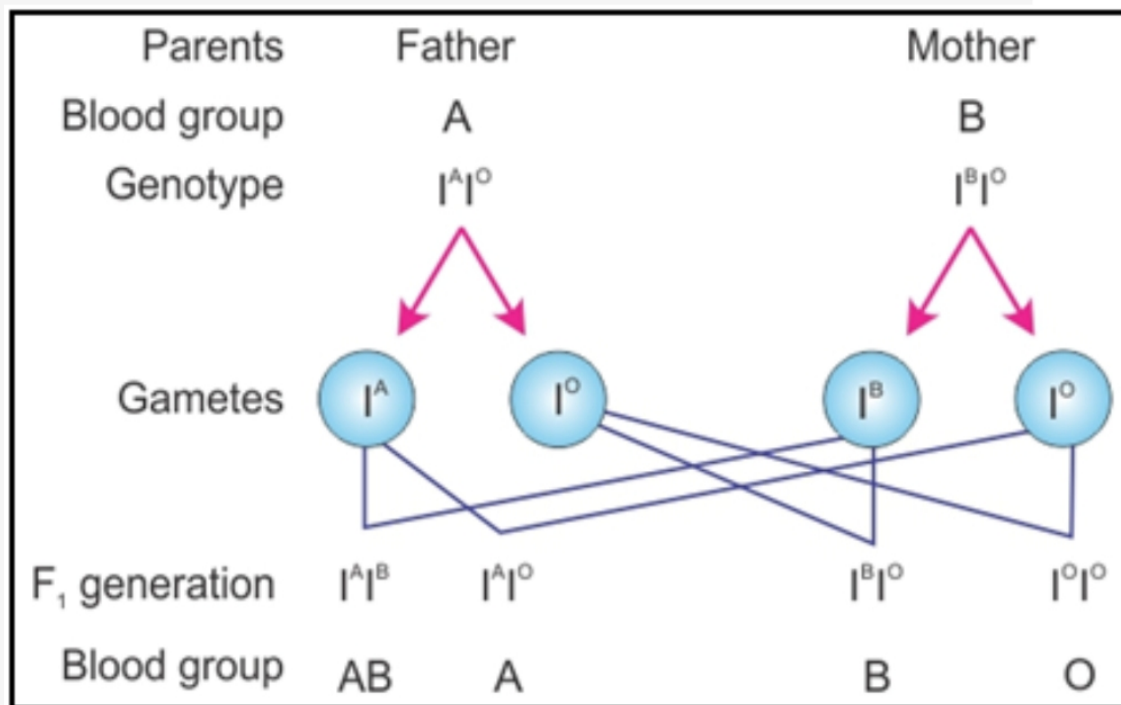 Parents Father Mother
Blood group A B
Genotype IᴬIᴼ IᴮIᴼ
Gametes Iᴬ Iᴼ Iᴮ Iᴼ
F₁ generation IᴬIᴮ IᴬIᴼ IᴮIᴼ IᴼIᴼ
Blood group AB A B O